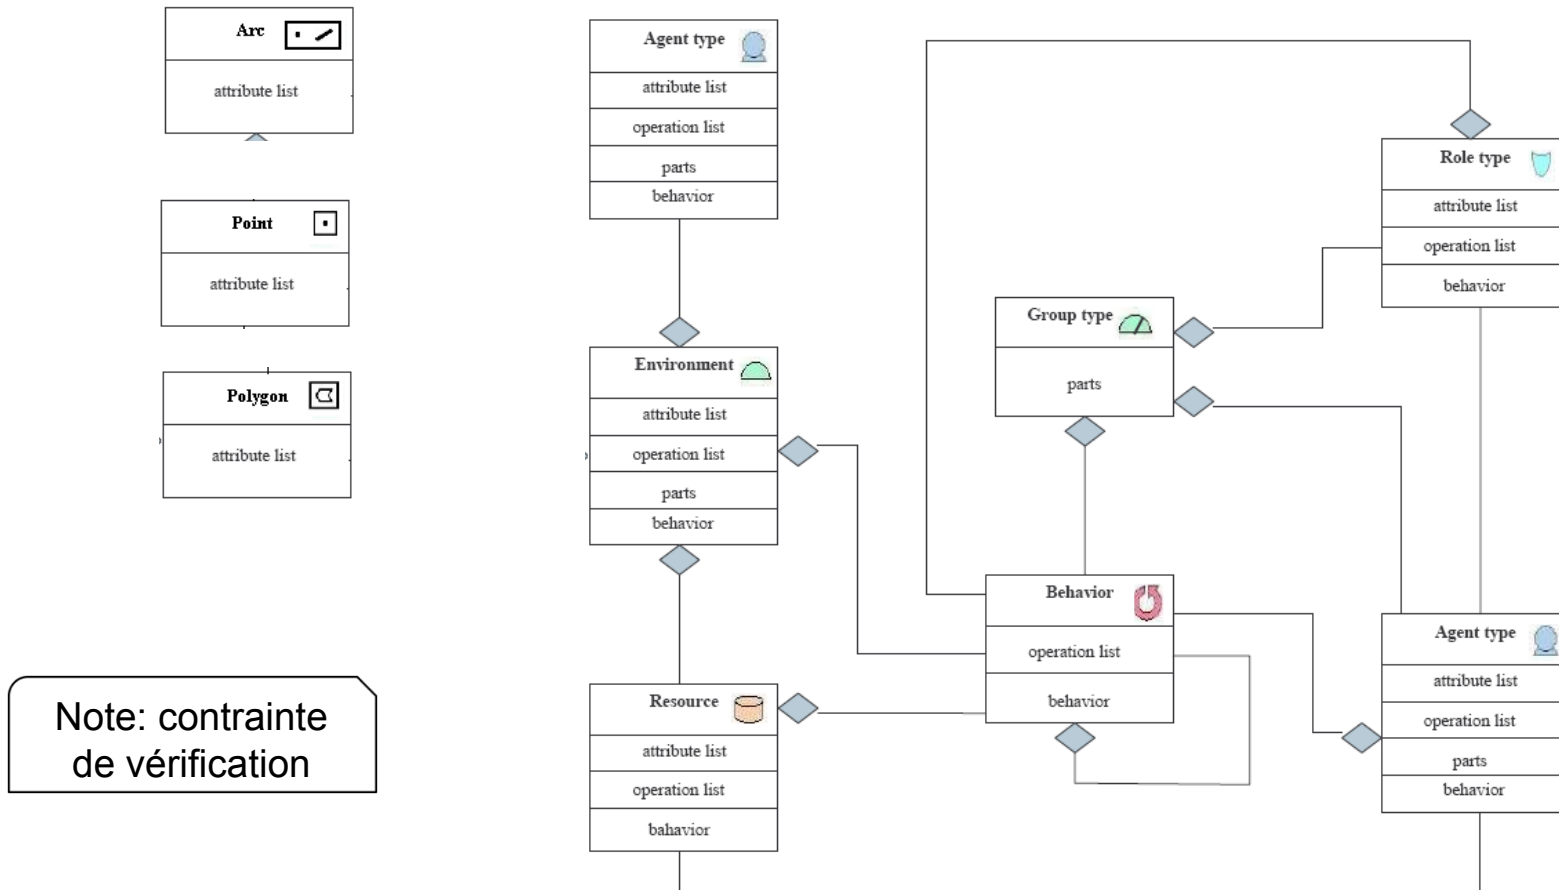 Arc
attribute list
Point
attribute list
Polygon
attribute list
Note: contrainte
de vérification
Agent type
attribute list
operation list
parts
behavior
Environment
attribute list
operation list
parts
behavior
Resource
attribute list
operation list
bahavior
Group type
parts
Behavior
operation list
behavior
Role type
attribute list
operation list
behavior
Agent type
attribute list
operation list
parts
behavior